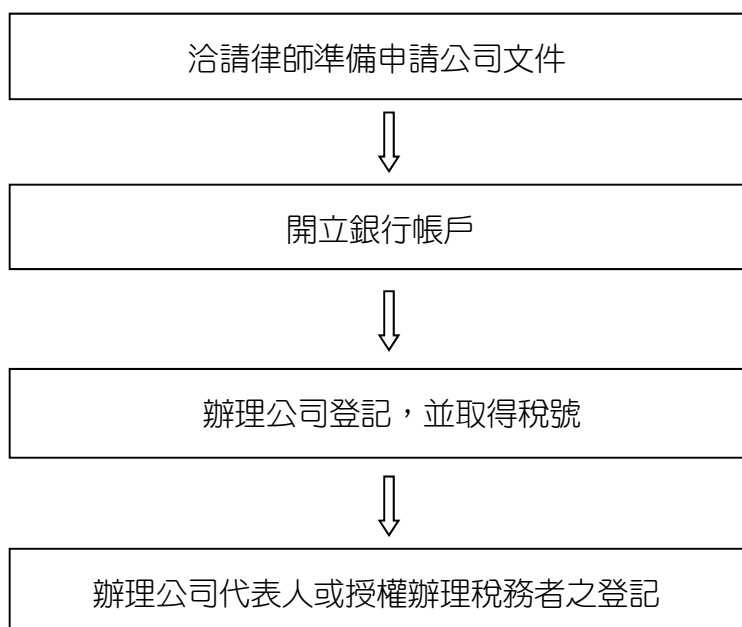 洽請律師準備申請公司文件
開立銀行帳戶
辦理公司登記，並取得稅號
辦理公司代表人或授權辦理稅務者之登記